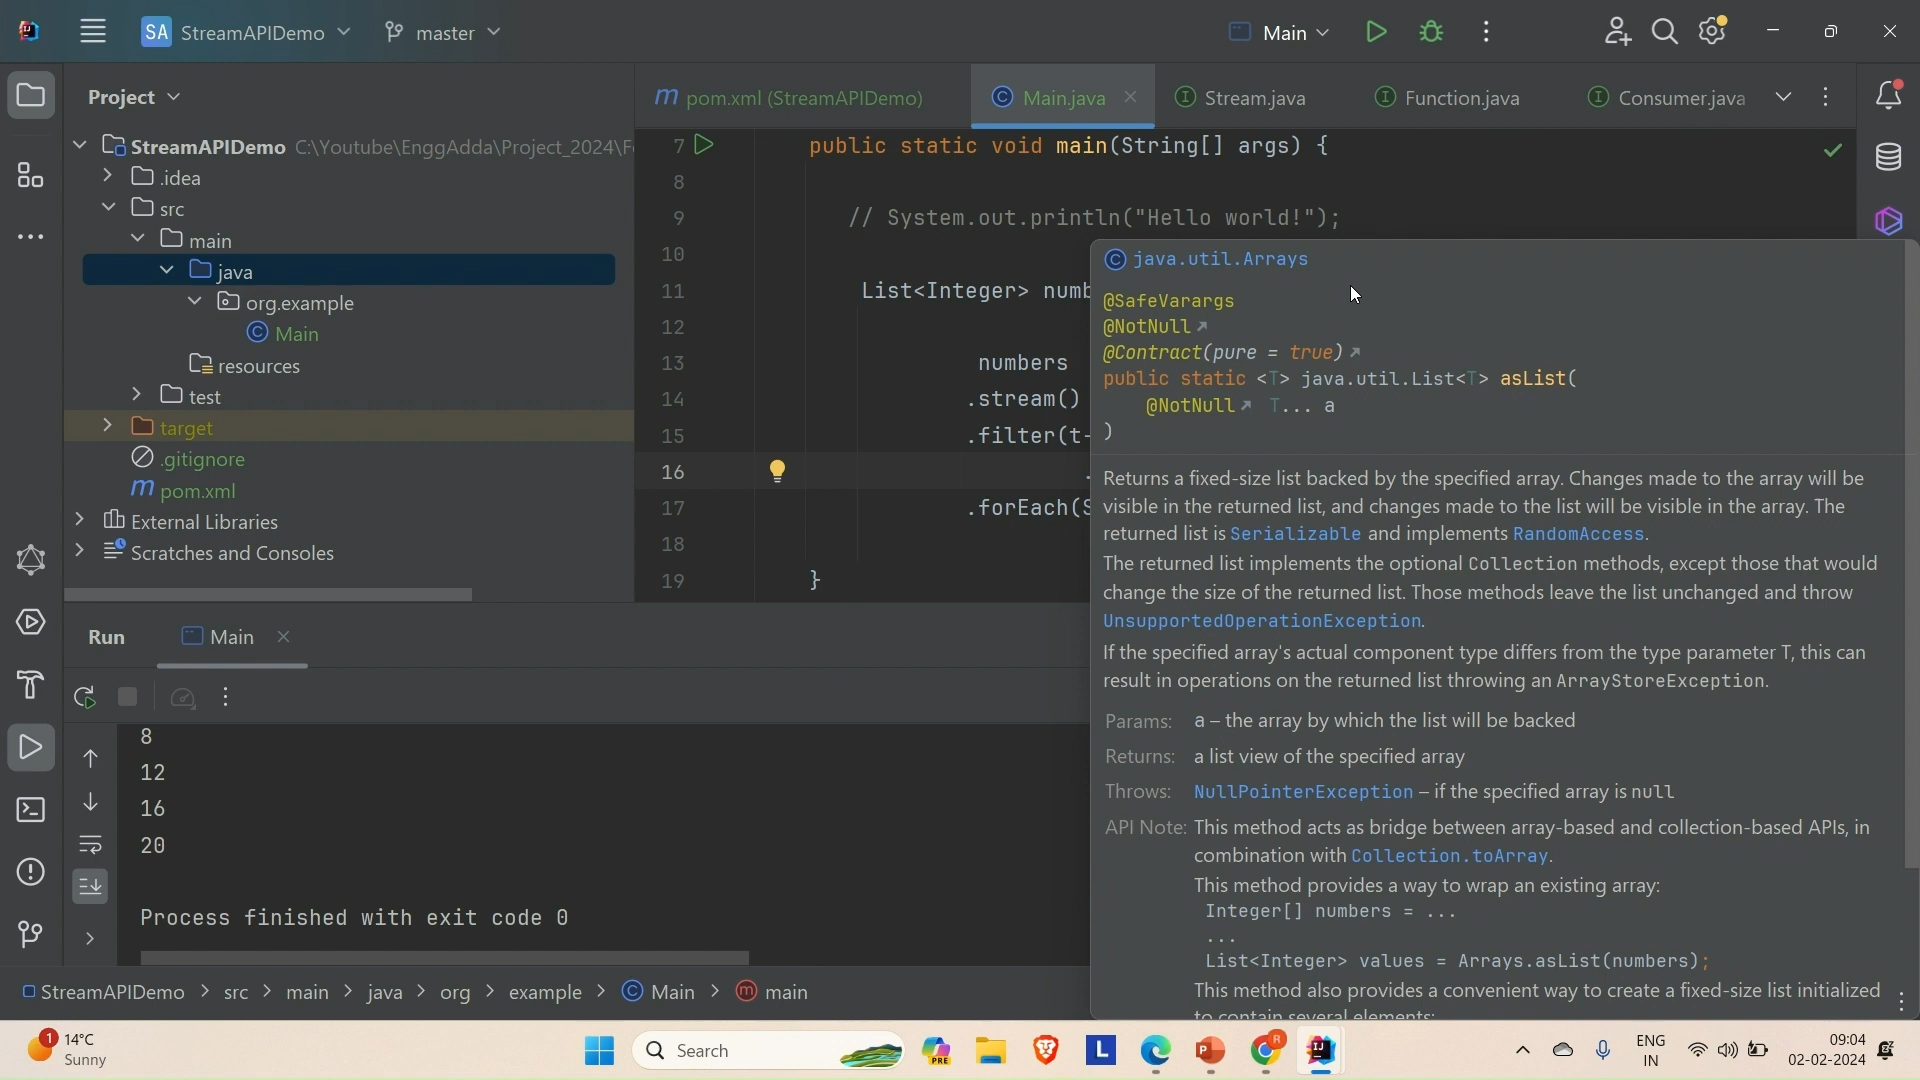 SA StreamAPIDemo master Main
Project
pom.xml (StreamAPIDemo) Main.java Stream.java Function.java Consumer.java
StreamAPIDemo C:\Youtube\EnggAdda\Project_2024\F
.idea
src
main
java
org.example
Main
resources
test
target
.gitignore
pom.xml
External Libraries
Scratches and Consoles
7 public static void main(String[] args) {
8
9 // System.out.println("Hello world!");
10
11 List<Integer> numb
12
13 numbers
14 .stream()
15 .filter(t-
16 .
17 .forEach(S
18
19 }
java.util.Arrays
@SafeVarargs
@NotNull
@Contract(pure = true)
public static <T> java.util.List<T> asList(
@NotNull T... a
)
Returns a fixed-size list backed by the specified array. Changes made to the array will be
visible in the returned list, and changes made to the list will be visible in the array. The
returned list is Serializable and implements RandomAccess.
The returned list implements the optional Collection methods, except those that would
change the size of the returned list. Those methods leave the list unchanged and throw
UnsupportedOperationException.
If the specified array's actual component type differs from the type parameter T, this can
result in operations on the returned list throwing an ArrayStoreException.
Params: a – the array by which the list will be backed
Returns: a list view of the specified array
Throws: NullPointerException – if the specified array is null
API Note: This method acts as bridge between array-based and collection-based APIs, in
combination with Collection.toArray.
This method provides a way to wrap an existing array:
Integer[] numbers = ...
...
List<Integer> values = Arrays.asList(numbers);
This method also provides a convenient way to create a fixed-size list initialized
to contain several elements:
Run Main
8
12
16
20
Process finished with exit code 0
StreamAPIDemo > src > main > java > org > example > Main > main
1 14°C
Sunny
Search
PRE
L
P
R
ENG
IN
09:04
02-02-2024